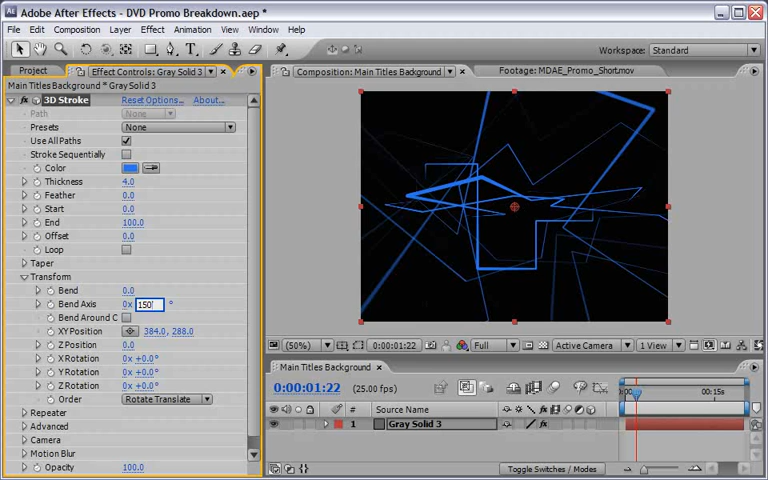 Adobe After Effects - DVD Promo Breakdown.aep *
File Edit Composition Layer Effect Animation View Window Help
Workspace: Standard
Project Effect Controls: Gray Solid 3 Composition: Main Titles Background Footage: MDAE_Promo_Short.mov
Main Titles Background * Gray Solid 3
3D Stroke Reset Options... About...
Path None
Presets None
Use All Paths
Stroke Sequentially
Color
Thickness 4.0
Feather 0.0
Start 0.0
End 100.0
Offset 0.0
Loop
Taper
Transform
Bend 0.0
Bend Axis 0x 150 °
Bend Around C
XY Position 384.0, 288.0
Z Position 0.0
X Rotation 0x +0.0°
Y Rotation 0x +0.0°
Z Rotation 0x +0.0°
Order Rotate Translate
Repeater
Advanced
Camera
Motion Blur
Opacity 100.0
(50%) 0:00:01:22 Full Active Camera 1 View
Main Titles Background
0:00:01:22 (25.00 fps) 0:00 00:15s
# Source Name
1 Gray Solid 3
Toggle Switches / Modes